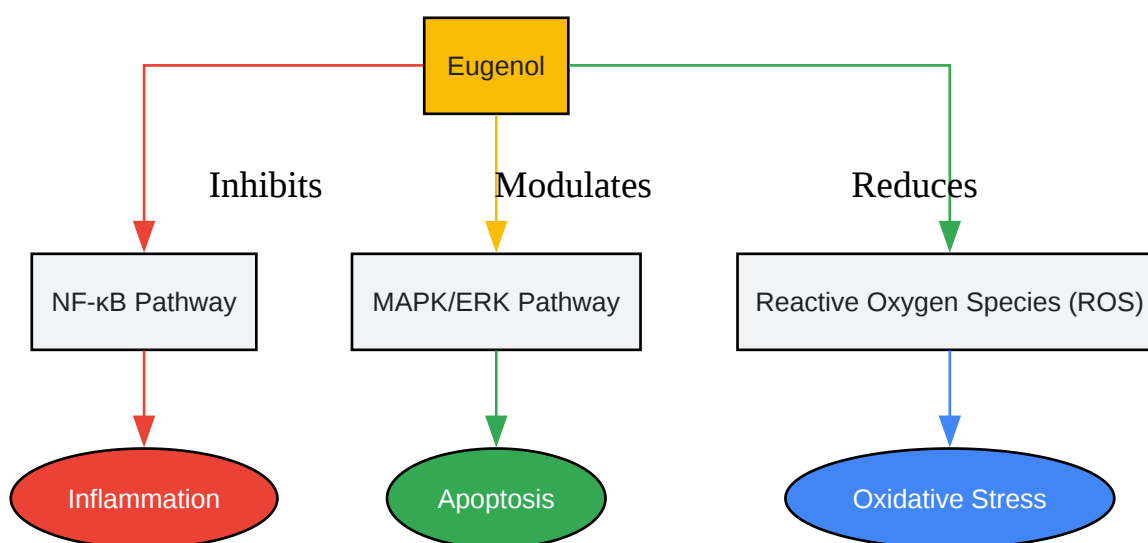 Eugenol
Inhibits
Modulates
Reduces
NF-κB Pathway
MAPK/ERK Pathway
Reactive Oxygen Species (ROS)
Inflammation
Apoptosis
Oxidative Stress